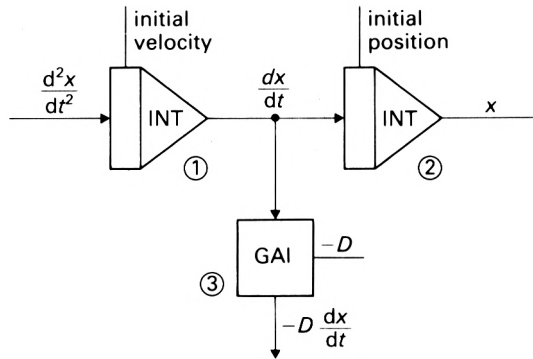 initial
velocity
initial
position
d²x
dt²
INT
dx
dt
INT
x
①
②
GAI
−D
③
−D dx
dt